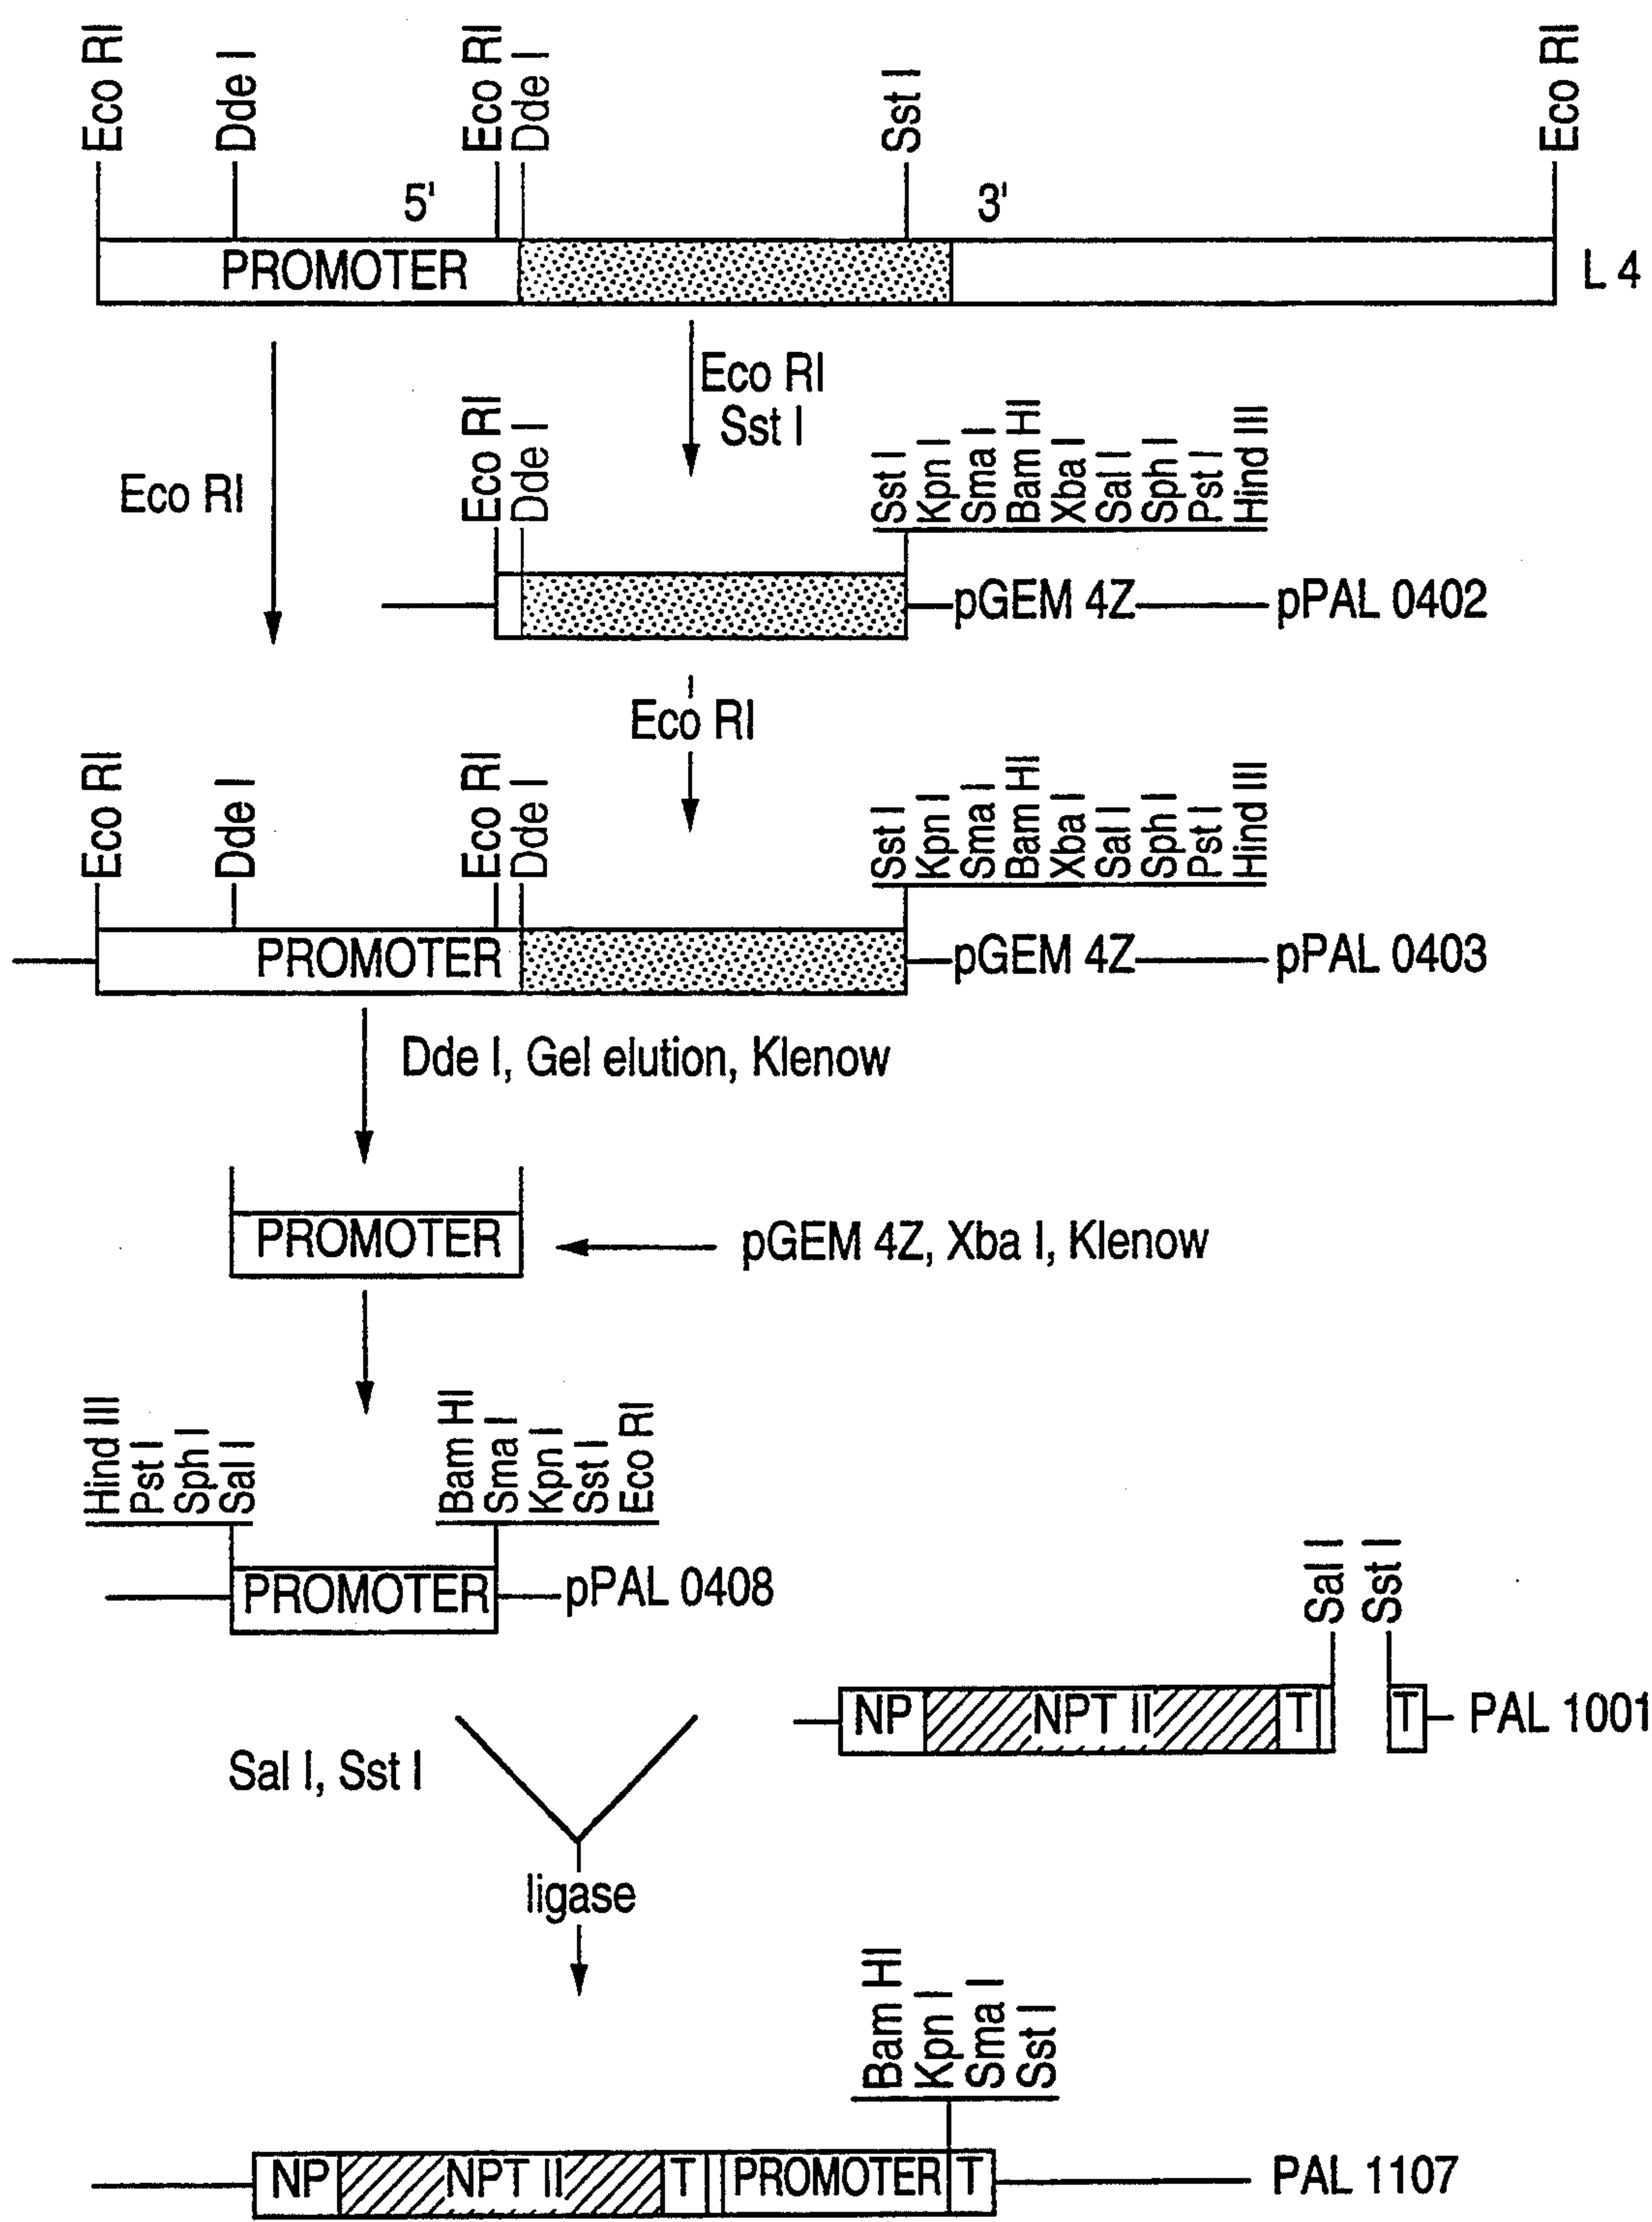 Eco RI
Dde I
Eco RI
Dde I
Sst I
Eco RI
5'
3'
PROMOTER
L 4
Eco RI
Eco RI
Sst I
Eco RI
Dde I
Sst I
Kpn I
Sma I
Bam HI
Xba I
Sal I
Sph I
Pst I
Hind III
pGEM 4Z
pPAL 0402
Eco RI
Eco RI
Dde I
Eco RI
Dde I
Sst I
Kpn I
Sma I
Bam HI
Xba I
Sal I
Sph I
Pst I
Hind III
PROMOTER
pGEM 4Z
pPAL 0403
Dde I, Gel elution, Klenow
PROMOTER
pGEM 4Z, Xba I, Klenow
Hind III
Pst I
Sph I
Sal I
Bam HI
Sma I
Kpn I
Sst I
Eco RI
PROMOTER
pPAL 0408
Sal I
Sst I
NP
NPT II
T
T
PAL 1001
Sal I, Sst I
ligase
Bam HI
Kpn I
Sma I
Sst I
NP
NPT II
T
PROMOTER
T
PAL 1107